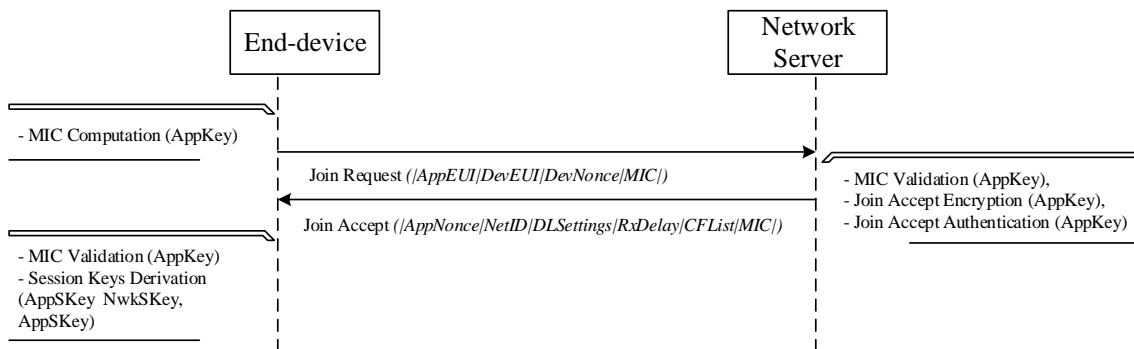 End-device
Network
Server
- MIC Computation (AppKey)
Join Request (|AppEUI|DevEUI|DevNonce|MIC|)
- MIC Validation (AppKey),
- Join Accept Encryption (AppKey),
- Join Accept Authentication (AppKey)
Join Accept (|AppNonce|NetID|DLSettings|RxDelay|CFList|MIC|)
- MIC Validation (AppKey)
- Session Keys Derivation
(AppSKey NwkSKey,
AppSKey)